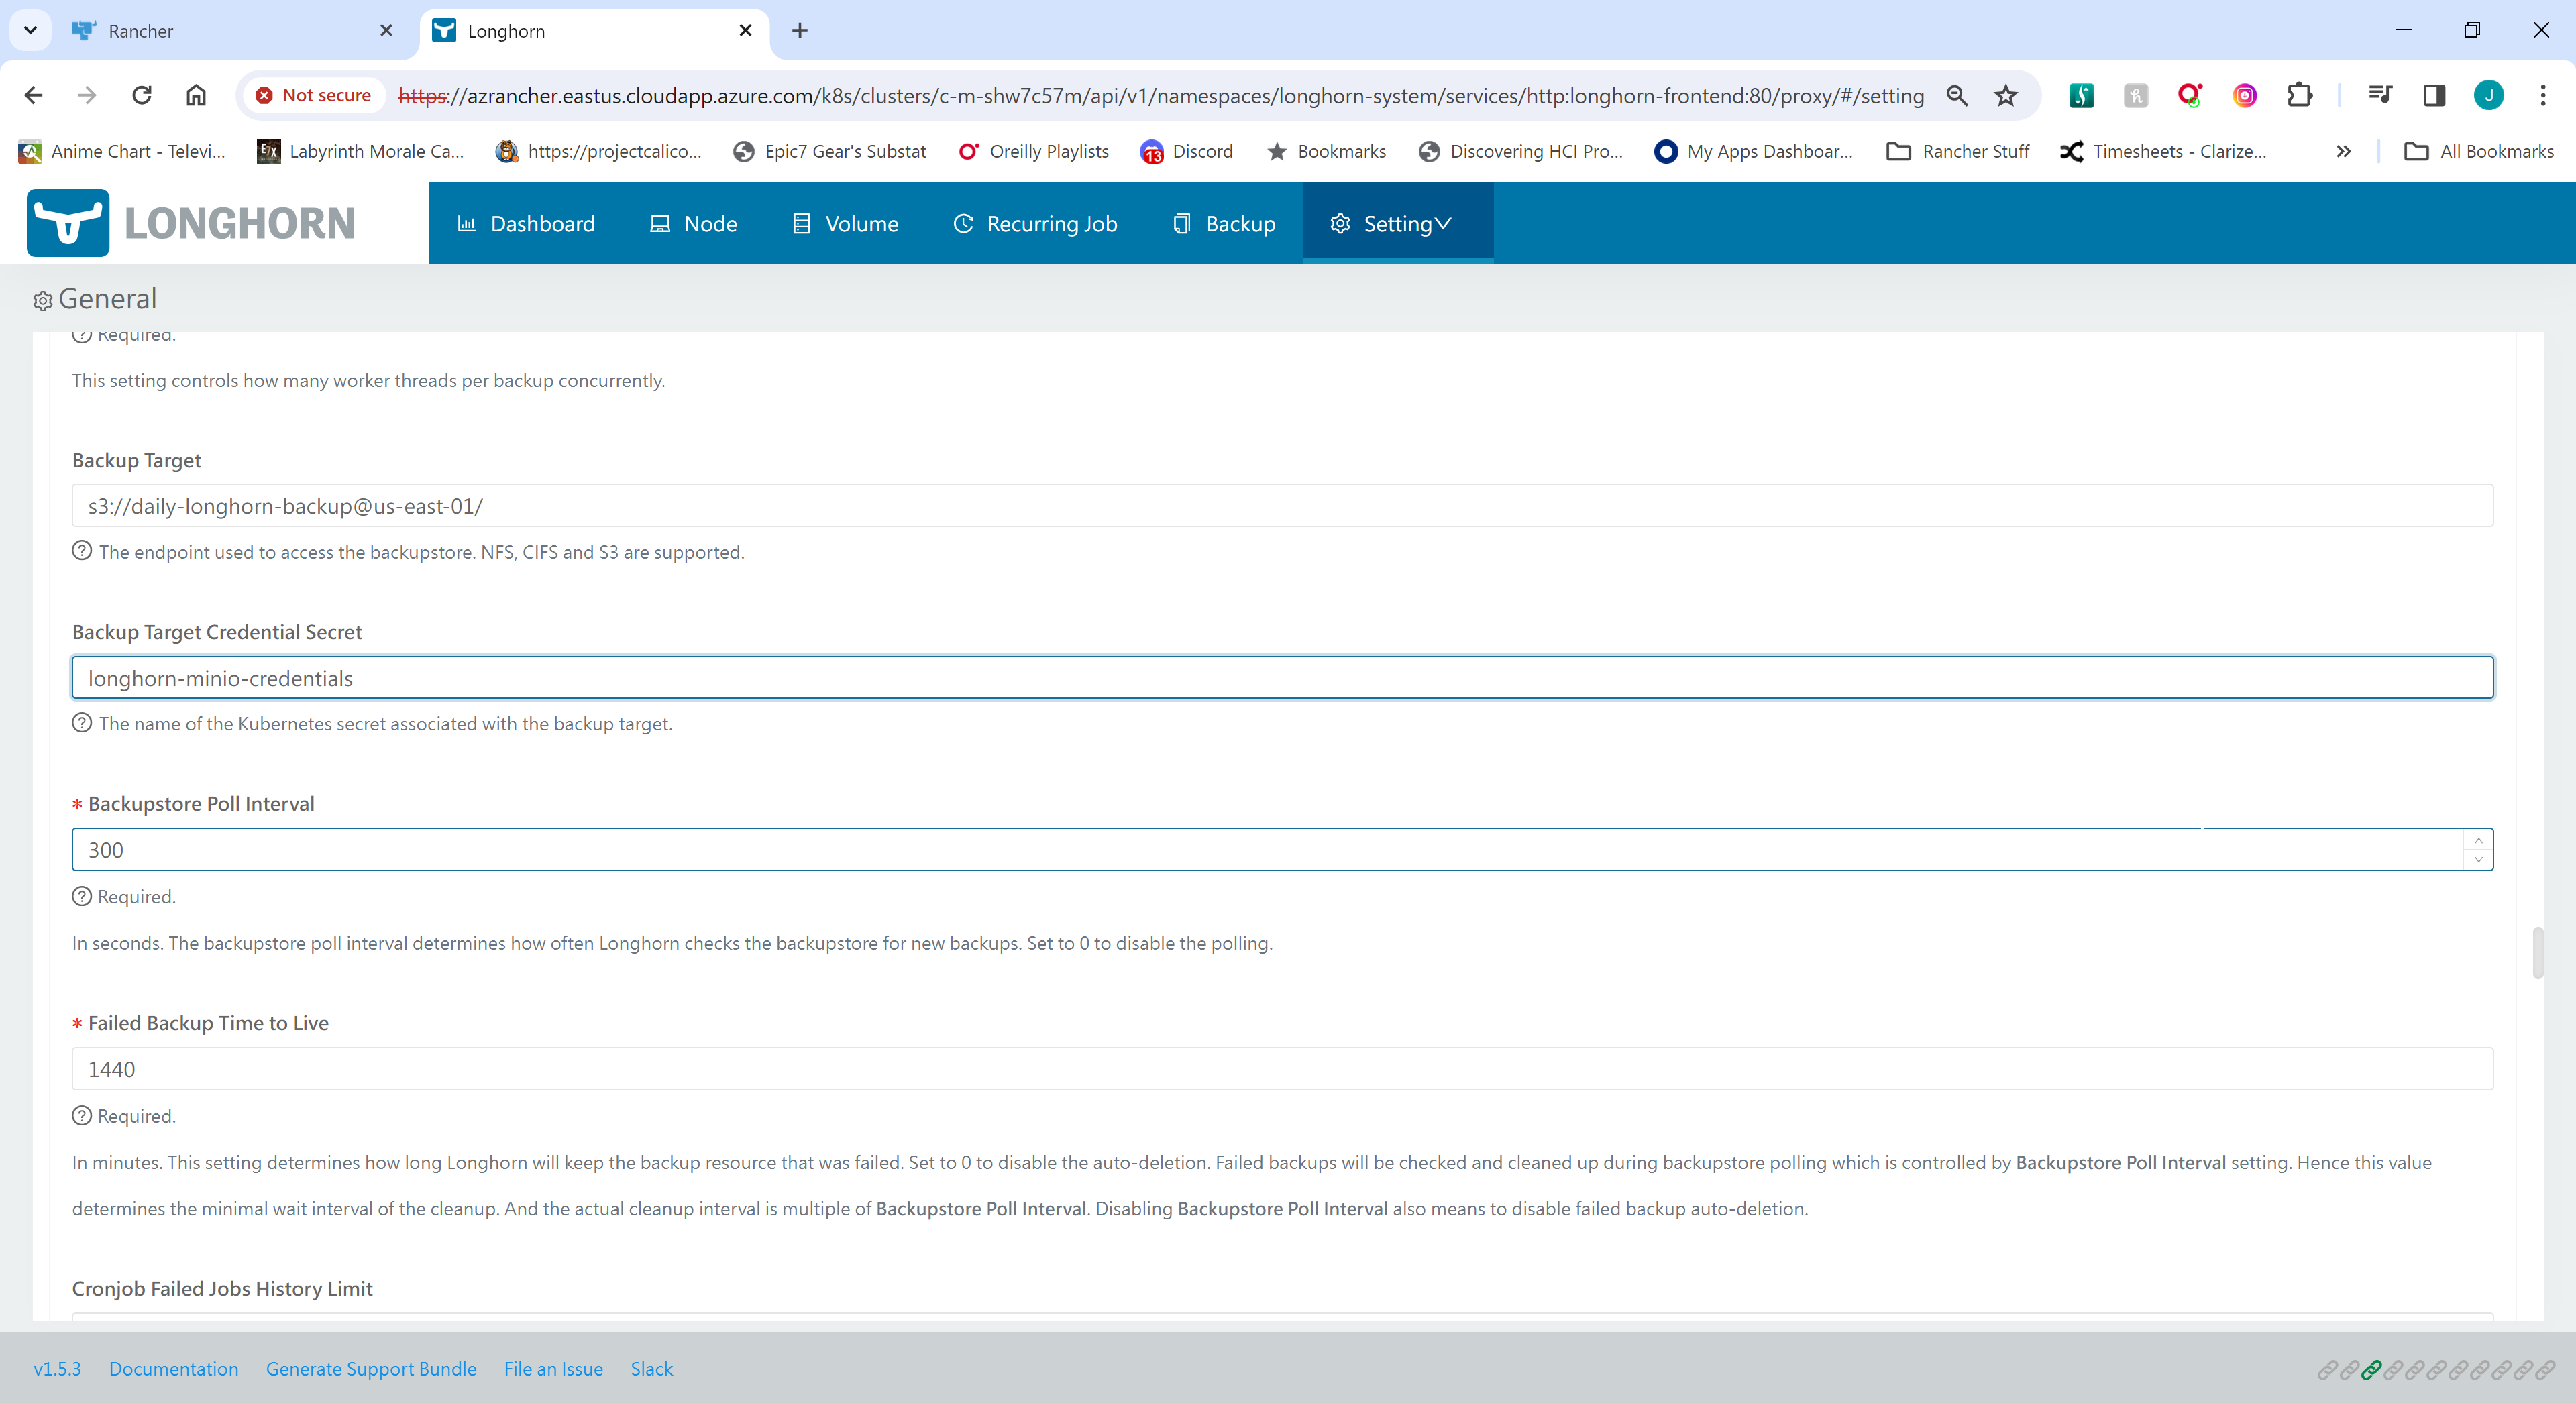 Rancher
Longhorn
Not secure
https://azrancher.eastus.cloudapp.azure.com/k8s/clusters/c-m-shw7c57m/api/v1/namespaces/longhorn-system/services/http:longhorn-frontend:80/proxy/#/setting
J
Anime Chart - Televi...
E7X
Labyrinth Morale Ca...
https://projectcalico...
Epic7 Gear's Substat
Oreilly Playlists
13
Discord
Bookmarks
Discovering HCI Pro...
My Apps Dashboar...
Rancher Stuff
Timesheets - Clarize...
All Bookmarks
LONGHORN
Dashboard
Node
Volume
Recurring Job
Backup
Setting
General
Required.
This setting controls how many worker threads per backup concurrently.
Backup Target
s3://daily-longhorn-backup@us-east-01/
The endpoint used to access the backupstore. NFS, CIFS and S3 are supported.
Backup Target Credential Secret
longhorn-minio-credentials
The name of the Kubernetes secret associated with the backup target.
* Backupstore Poll Interval
300
Required.
In seconds. The backupstore poll interval determines how often Longhorn checks the backupstore for new backups. Set to 0 to disable the polling.
* Failed Backup Time to Live
1440
Required.
In minutes. This setting determines how long Longhorn will keep the backup resource that was failed. Set to 0 to disable the auto-deletion. Failed backups will be checked and cleaned up during backupstore polling which is controlled by Backupstore Poll Interval setting. Hence this value
determines the minimal wait interval of the cleanup. And the actual cleanup interval is multiple of Backupstore Poll Interval. Disabling Backupstore Poll Interval also means to disable failed backup auto-deletion.
Cronjob Failed Jobs History Limit
v1.5.3
Documentation
Generate Support Bundle
File an Issue
Slack